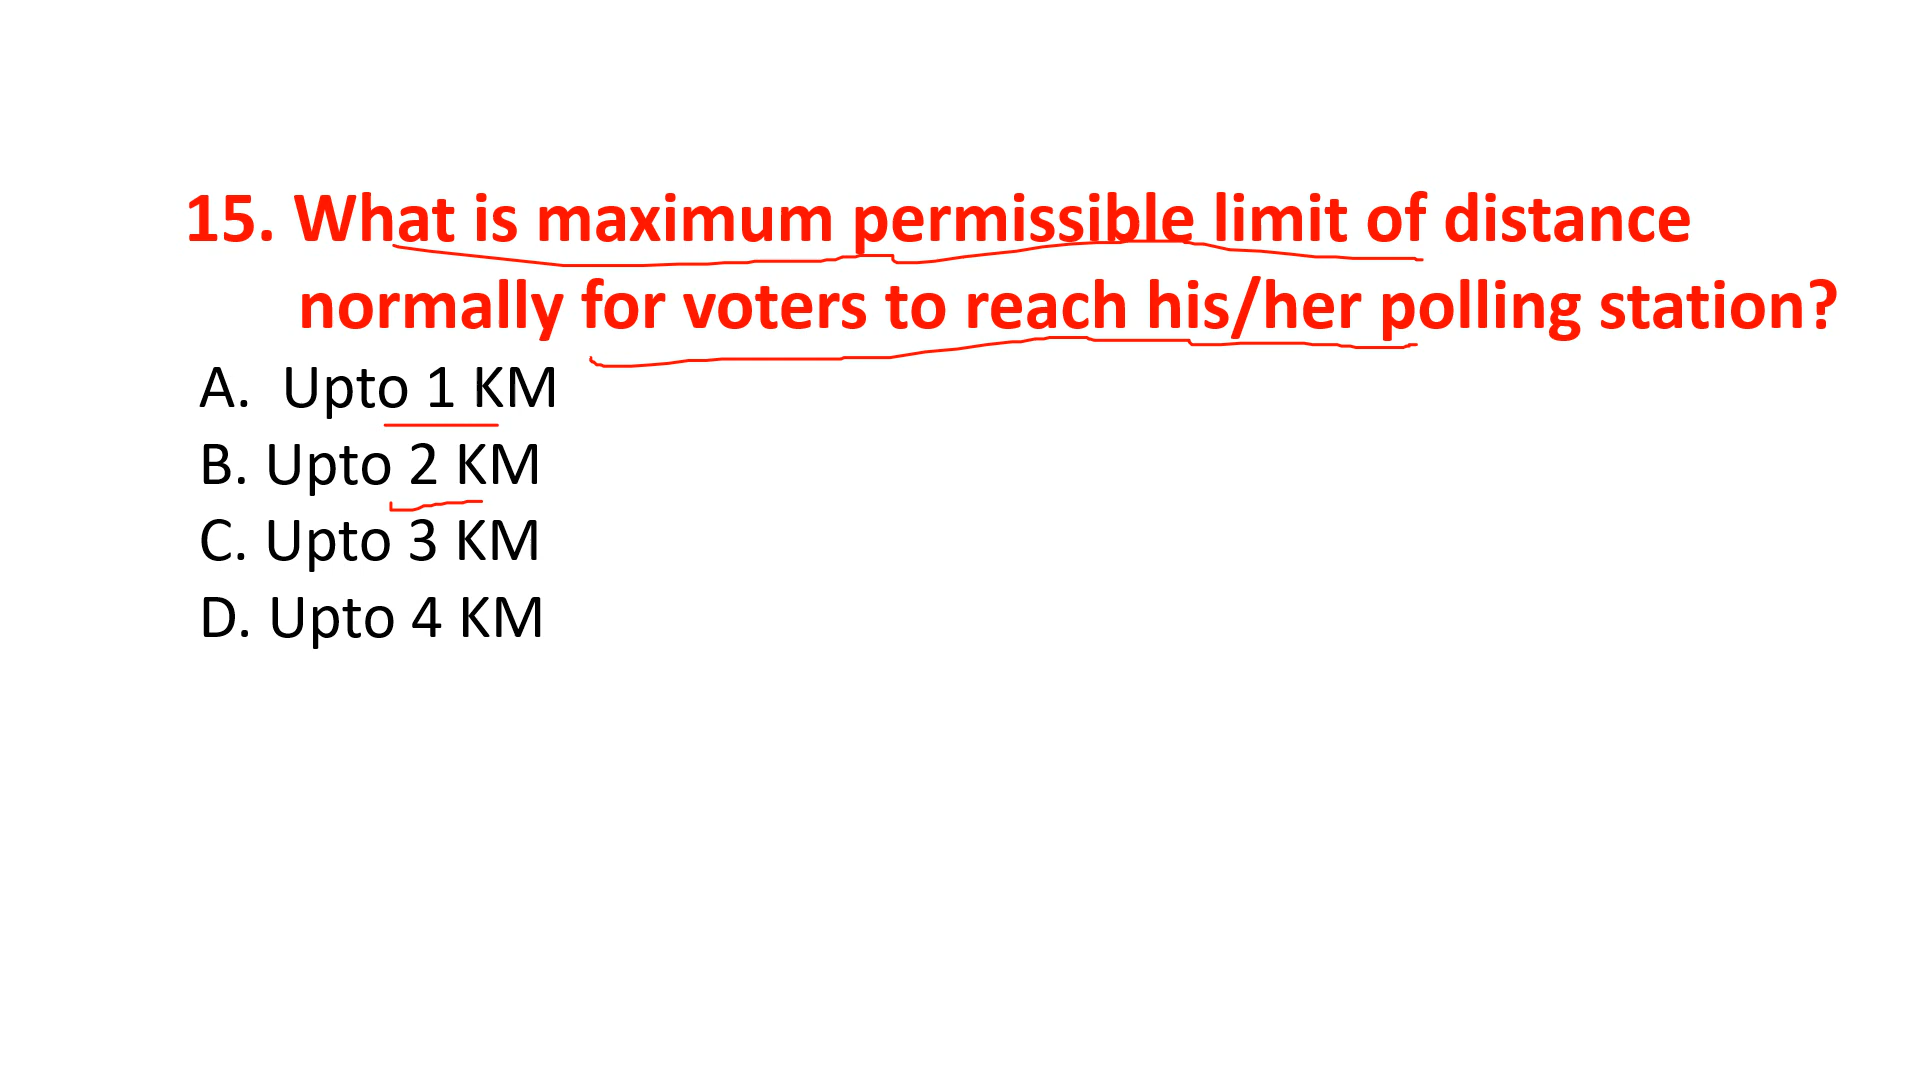 15. What is maximum permissible limit of distance
normally for voters to reach his/her polling station?
A. Upto 1 KM
B. Upto 2 KM
C. Upto 3 KM
D. Upto 4 KM